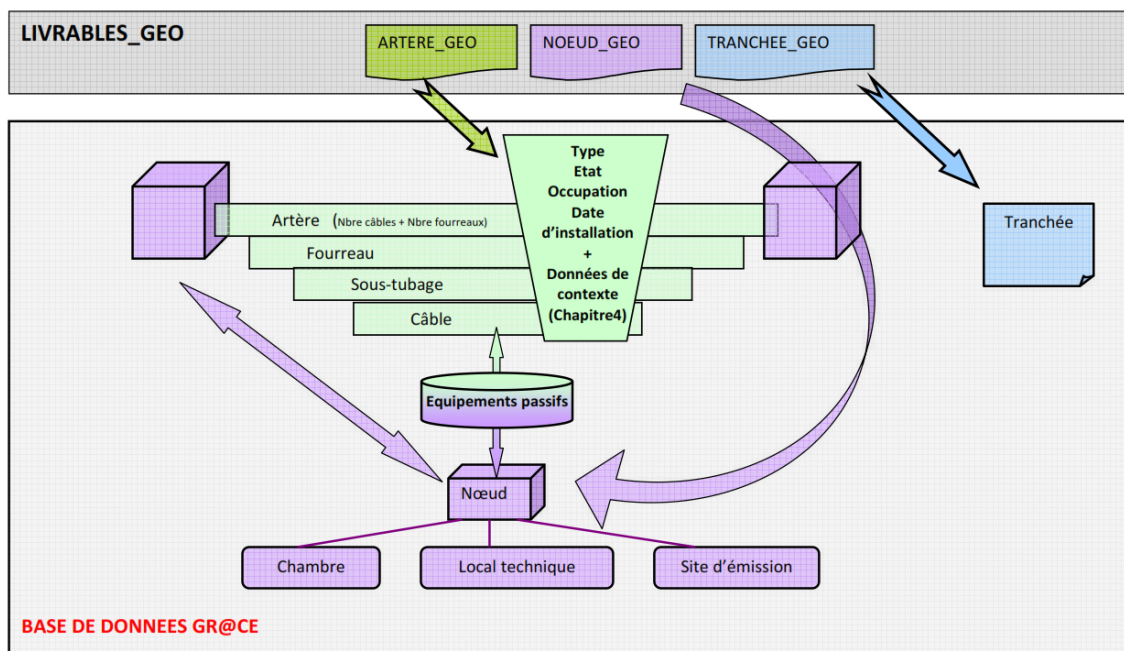 LIVRABLES_GEO
ARTERE_GEO
NOEUD_GEO
TRANCHEE_GEO
Type
Etat
Occupation
Date
d'installation
+
Données de
contexte
(Chapitre4)
Artère (Nbre câbles + Nbre fourreaux)
Fourreau
Sous-tubage
Câble
Tranchée
Equipements passifs
Nœud
Chambre
Local technique
Site d'émission
BASE DE DONNEES GR@CE